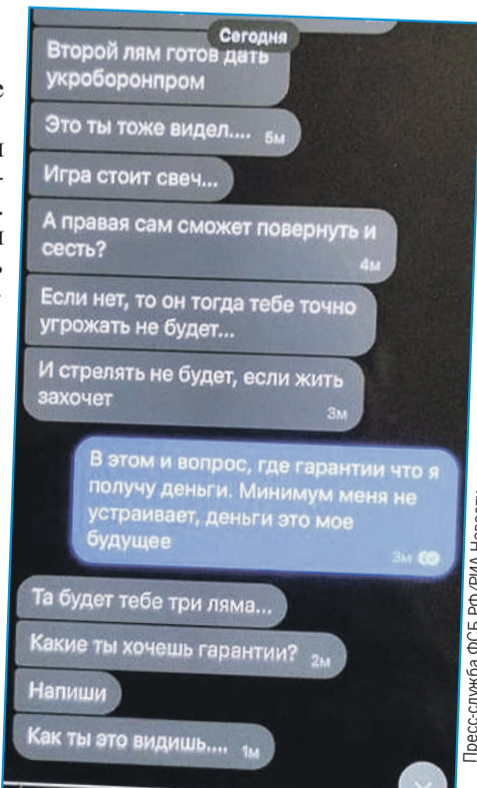 Сегодня
Второй лям готов дать
укроборонпром
Это ты тоже видел.... 5м
Игра стоит свеч...
А правая сам сможет повернуть и
сесть?
4м
Если нет, то он тогда тебе точно
угрожать не будет...
И стрелять не будет, если жить
захочет
3м
В этом и вопрос, где гарантии что я
получу деньги. Минимум меня не
устраивает, деньги это мое
будущее
3м
Та будет тебе три ляма...
Какие ты хочешь гарантии? 2м
Напиши
Как ты это видишь.... 1м
Пресс-служба ФСБ РФ/РИА Новости